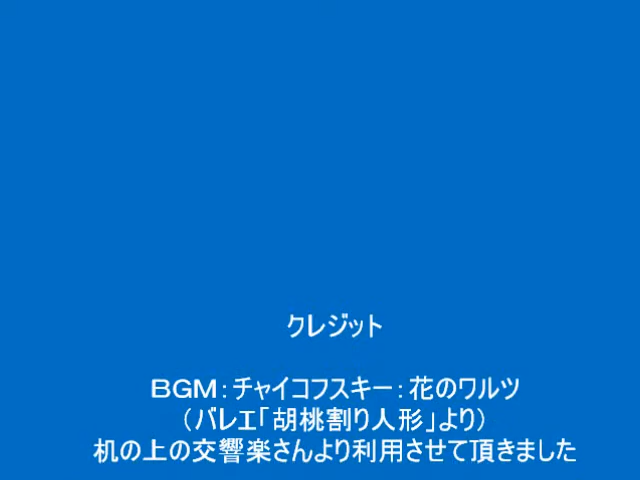 クレジット
BGM：チャイコフスキー：花のワルツ
（バレエ「胡桃割り人形」より）
机の上の交響楽さんより利用させて頂きました